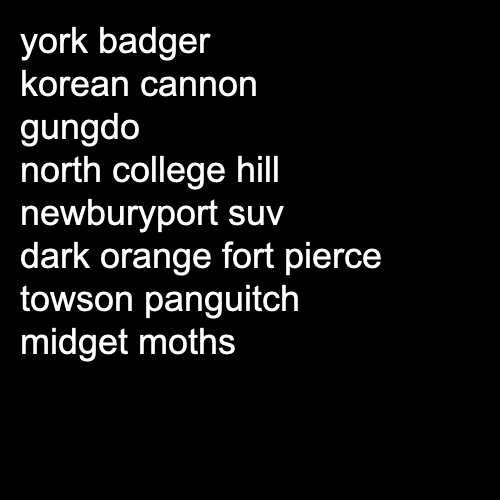 york badger
korean cannon
gungdo
north college hill
newburyport suv
dark orange fort pierce
towson panguitch
midget moths